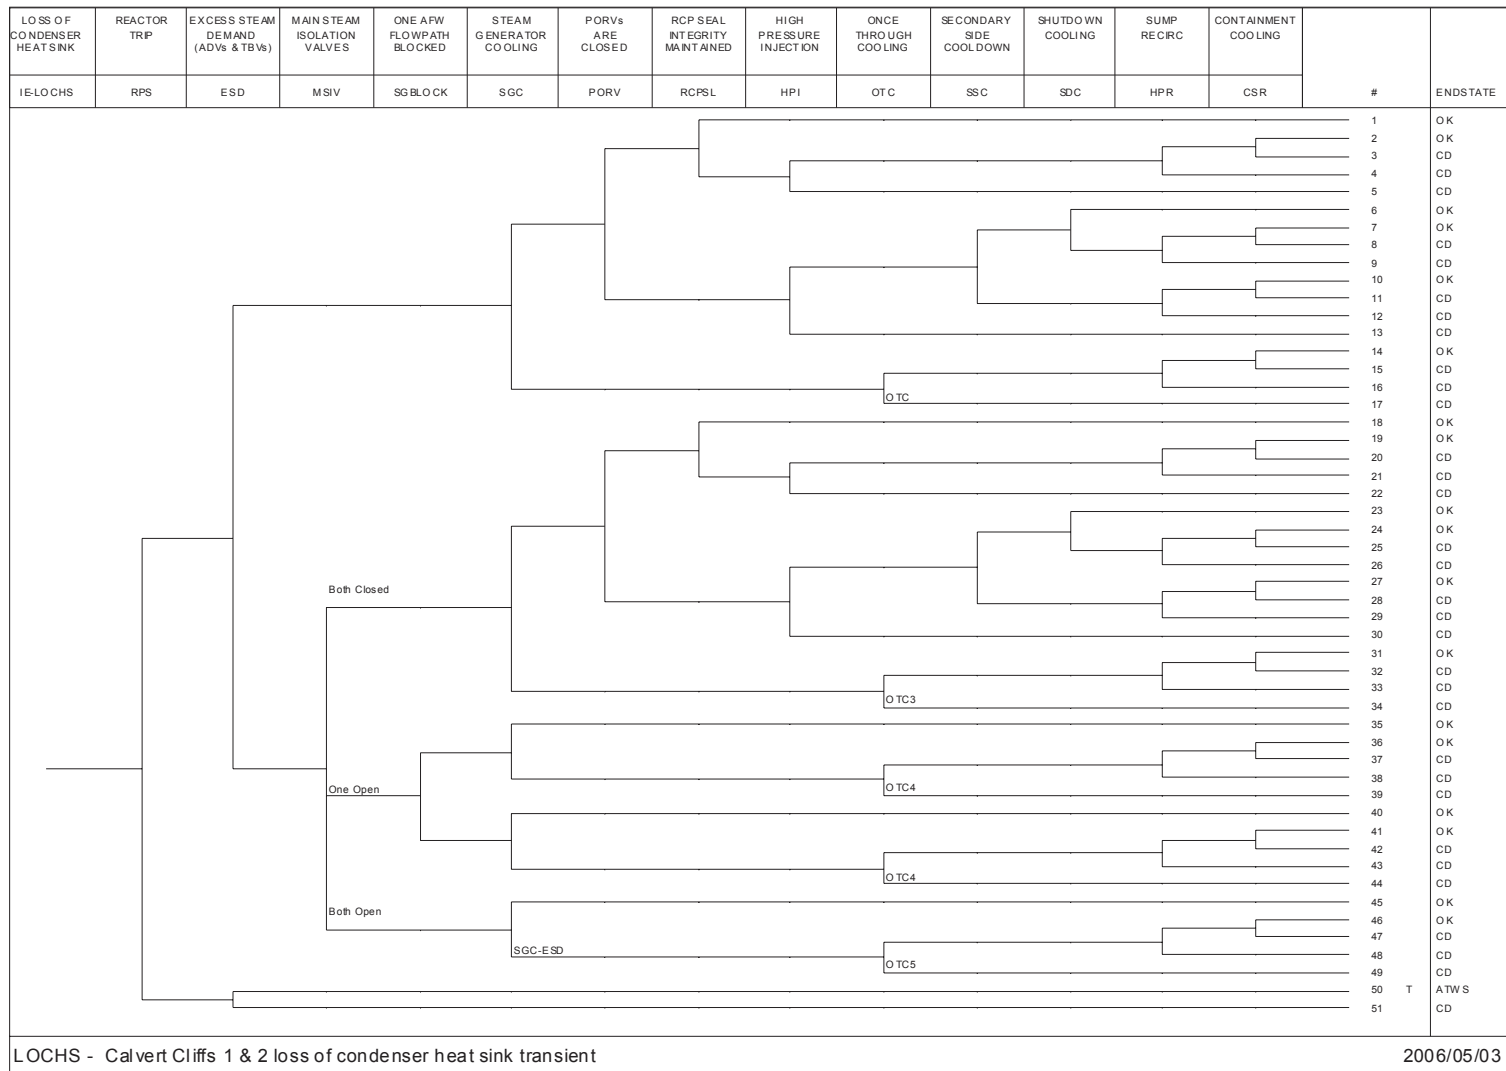 LOSS OF CONDENSER HEAT SINK
REACTOR TRIP
EXCESS STEAM DEMAND (ADVs & TBVs)
MAIN STEAM ISOLATION VALVES
ONE AFW FLOWPATH BLOCKED
STEAM GENERATOR COOLING
PORVs ARE CLOSED
RCP SEAL INTEGRITY MAINTAINED
HIGH PRESSURE INJECTION
ONCE THROUGH COOLING
SECONDARY SIDE COOLDOWN
SHUTDOWN COOLING
SUMP RECIRC
CONTAINMENT COOLING
IE-LOCHS RPS ESD MSIV SGBLOCK SGC PORV RCPSL HPI OTC SSC SDC HPR CSR # ENDSTATE
1 OK
2 OK
3 CD
4 CD
5 CD
6 OK
7 OK
8 CD
9 CD
10 OK
11 CD
12 CD
13 CD
14 OK
15 CD
16 CD
OTC
17 CD
18 OK
19 OK
20 CD
21 CD
22 CD
23 OK
24 OK
25 CD
26 CD
27 OK
Both Closed
28 CD
29 CD
30 CD
31 OK
32 CD
33 CD
OTC3
34 CD
35 OK
36 OK
37 CD
38 CD
One Open
OTC4
39 CD
40 OK
41 OK
42 CD
43 CD
OTC4
44 CD
45 OK
Both Open
46 OK
47 CD
SGC-ESD
48 CD
OTC5
49 CD
50 T ATWS
51 CD
LOCHS - Calvert Cliffs 1 & 2 loss of condenser heat sink transient
2006/05/03